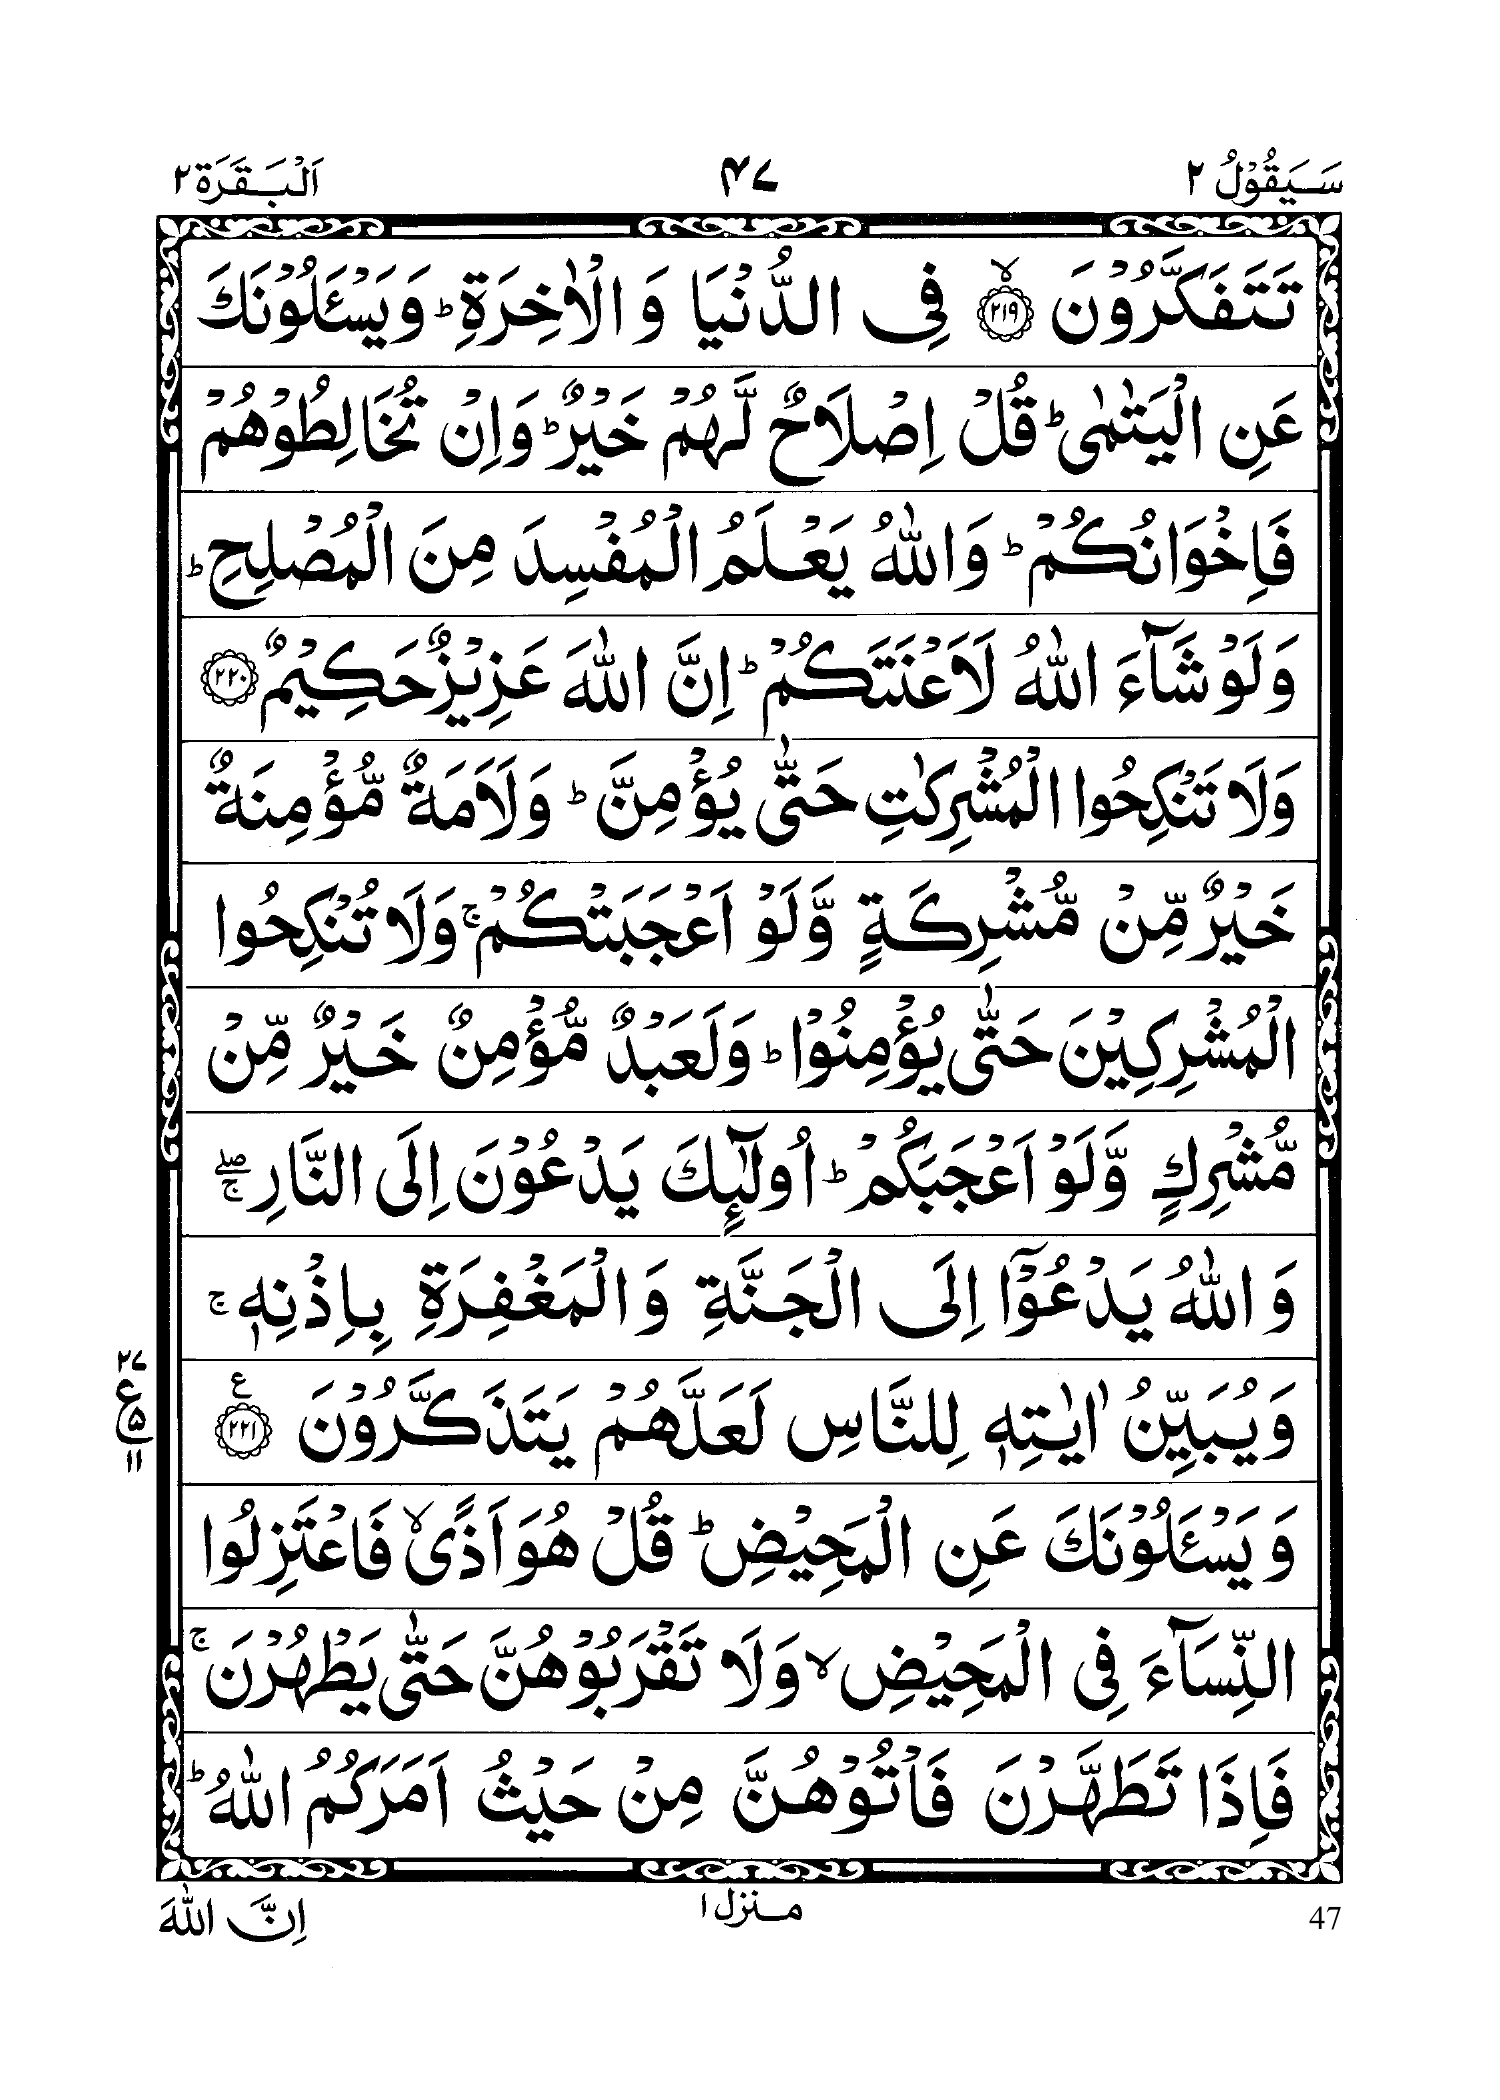 سَيَقُوْلُ ٢ ٤٧ اَلْبَقَرَة ٢
تَتَفَكَّرُوْنَ ۙ‏﴿٢١٩﴾ فِى الدُّنْيَا وَ الْاٰخِرَةِ ؕ وَيَسْـَٔلُوْنَكَ
عَنِ الْيَتٰمٰى ؕ قُلْ اِصْلَاحٌ لَّهُمْ خَيْرٌ ؕ وَاِنْ تُخَالِطُوْهُمْ
فَاِخْوَانُكُمْ ؕ وَاللّٰهُ يَعْلَمُ الْمُفْسِدَ مِنَ الْمُصْلِحِ ؕ
وَلَوْ شَآءَ اللّٰهُ لَاَعْنَتَكُمْ ؕ اِنَّ اللّٰهَ عَزِيْزٌ حَكِيْمٌ ﴿٢٢٠﴾
وَلَا تَنْكِحُوا الْمُشْرِكٰتِ حَتّٰى يُؤْمِنَّ ؕ وَلَاَمَةٌ مُّؤْمِنَةٌ
خَيْرٌ مِّنْ مُّشْرِكَةٍ وَّلَوْ اَعْجَبَتْكُمْ ۚ وَلَا تُنْكِحُوا
الْمُشْرِكِيْنَ حَتّٰى يُؤْمِنُوْا ؕ وَلَعَبْدٌ مُّؤْمِنٌ خَيْرٌ مِّنْ
مُّشْرِكٍ وَّلَوْ اَعْجَبَكُمْ ؕ اُولٰٓئِكَ يَدْعُوْنَ اِلَى النَّارِ ۖۚ
وَ اللّٰهُ يَدْعُوْٓا اِلَى الْجَنَّةِ وَالْمَغْفِرَةِ بِاِذْنِهٖ ۚ
وَيُبَيِّنُ اٰيٰتِهٖ لِلنَّاسِ لَعَلَّهُمْ يَتَذَكَّرُوْنَ ﴿٢٢١﴾ ع
٢٧ ع ٥ ١١
وَ يَسْـَٔلُوْنَكَ عَنِ الْمَحِيْضِ ؕ قُلْ هُوَ اَذًى ۙ فَاعْتَزِلُوا
النِّسَآءَ فِى الْمَحِيْضِ ۙ وَلَا تَقْرَبُوْهُنَّ حَتّٰى يَطْهُرْنَ ۚ
فَاِذَا تَطَهَّرْنَ فَاْتُوْهُنَّ مِنْ حَيْثُ اَمَرَكُمُ اللّٰهُ ؕ
47 منزل ١ اِنَّ اللّٰهَ